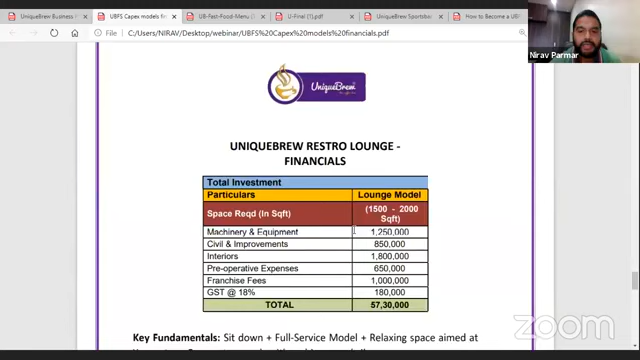 UniqueBrew Business
UBFS Capex models fin
UB-Fast-Food-Menu
U-Final (1).pdf
UniqueBrew Sportsba
How to Become a UBF
File
C:/Users/NIRAV/Desktop/webinar/UBFS%20Capex%20models%20financials.pdf
Nirav Parmar
UniqueBrew
UNIQUEBREW RESTRO LOUNGE -
FINANCIALS
Total Investment
Particulars Lounge Model
Space Reqd (In Sqft) (1500 - 2000 Sqft)
Machinery & Equipment 1,250,000
Civil & Improvements 850,000
Interiors 1,800,000
Pre-operative Expenses 650,000
Franchise Fees 1,000,000
GST @ 18% 180,000
TOTAL 57,30,000
Key Fundamentals: Sit down + Full-Service Model + Relaxing space aimed at
zoom